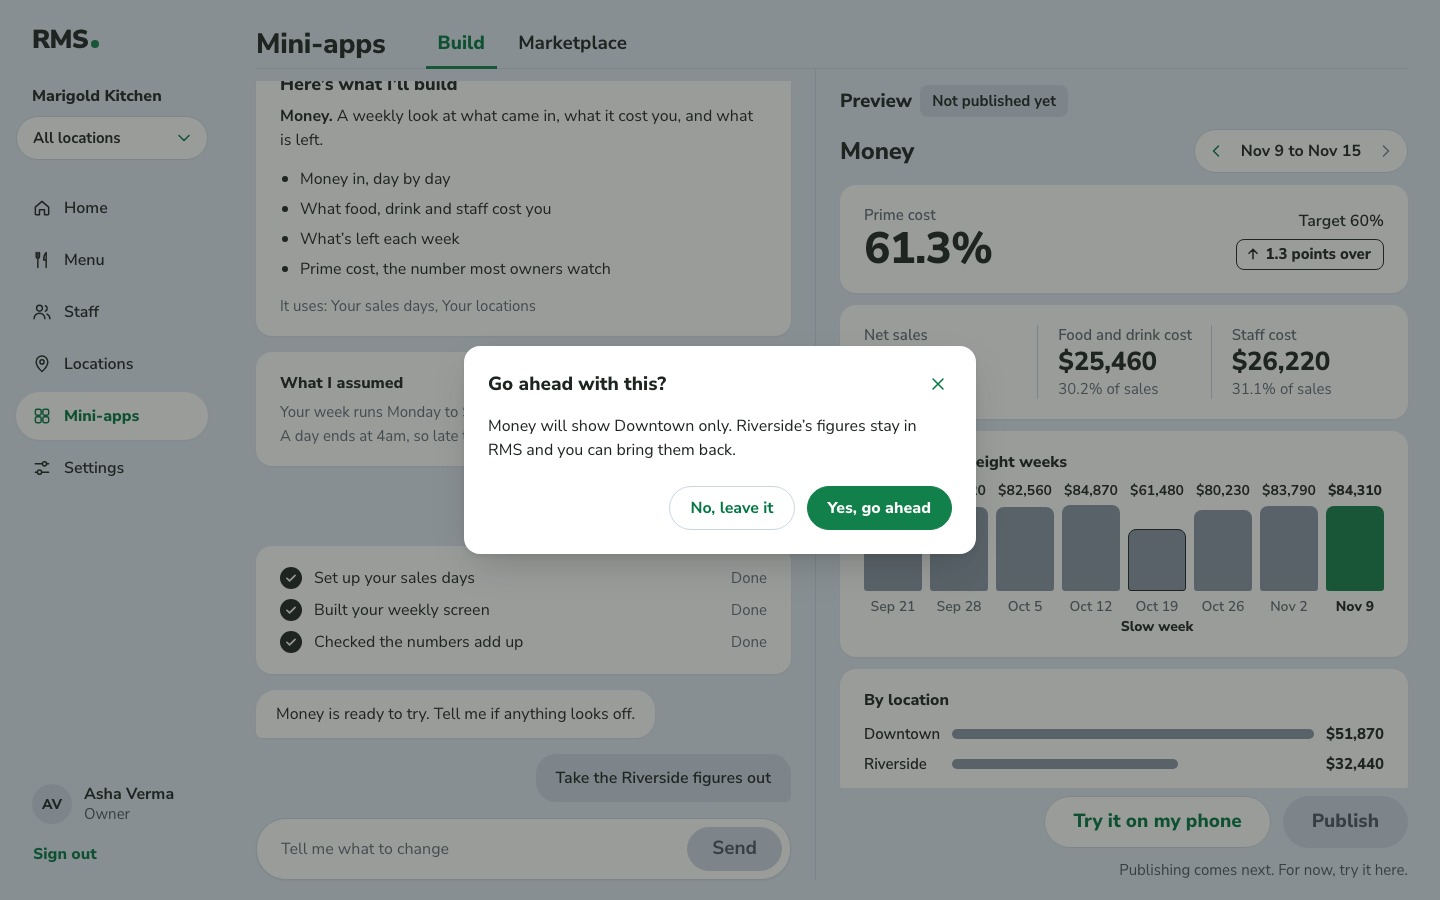 RMS.
Marigold Kitchen
All locations
Home
Menu
Staff
Locations
Mini-apps
Settings
AV
Asha Verma
Owner
Sign out
Mini-apps
Build
Marketplace
Here's what I'll build
Money. A weekly look at what came in, what it cost you, and what
is left.
Money in, day by day
What food, drink and staff cost you
What's left each week
Prime cost, the number most owners watch
It uses: Your sales days, Your locations
What I assumed
Your week runs Monday to
A day ends at 4am, so late
Set up your sales days Done
Built your weekly screen Done
Checked the numbers add up Done
Money is ready to try. Tell me if anything looks off.
Take the Riverside figures out
Tell me what to change
Send
Go ahead with this?
Money will show Downtown only. Riverside's figures stay in
RMS and you can bring them back.
No, leave it
Yes, go ahead
Preview
Not published yet
Money
Nov 9 to Nov 15
Prime cost
61.3%
Target 60%
↑ 1.3 points over
Net sales
Food and drink cost
$25,460
30.2% of sales
Staff cost
$26,220
31.1% of sales
eight weeks
$82,560 $84,870 $61,480 $80,230 $83,790 $84,310
Sep 21 Sep 28 Oct 5 Oct 12 Oct 19 Oct 26 Nov 2 Nov 9
Slow week
By location
Downtown $51,870
Riverside $32,440
Try it on my phone
Publish
Publishing comes next. For now, try it here.